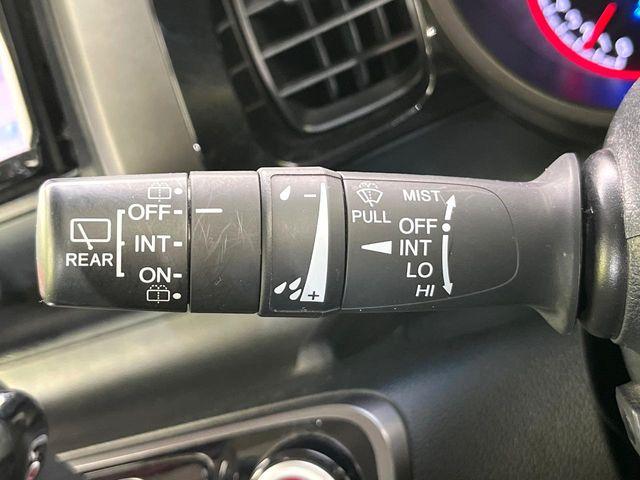 REAR
OFF
INT
ON
−
+
PULL
MIST
OFF
INT
LO
HI